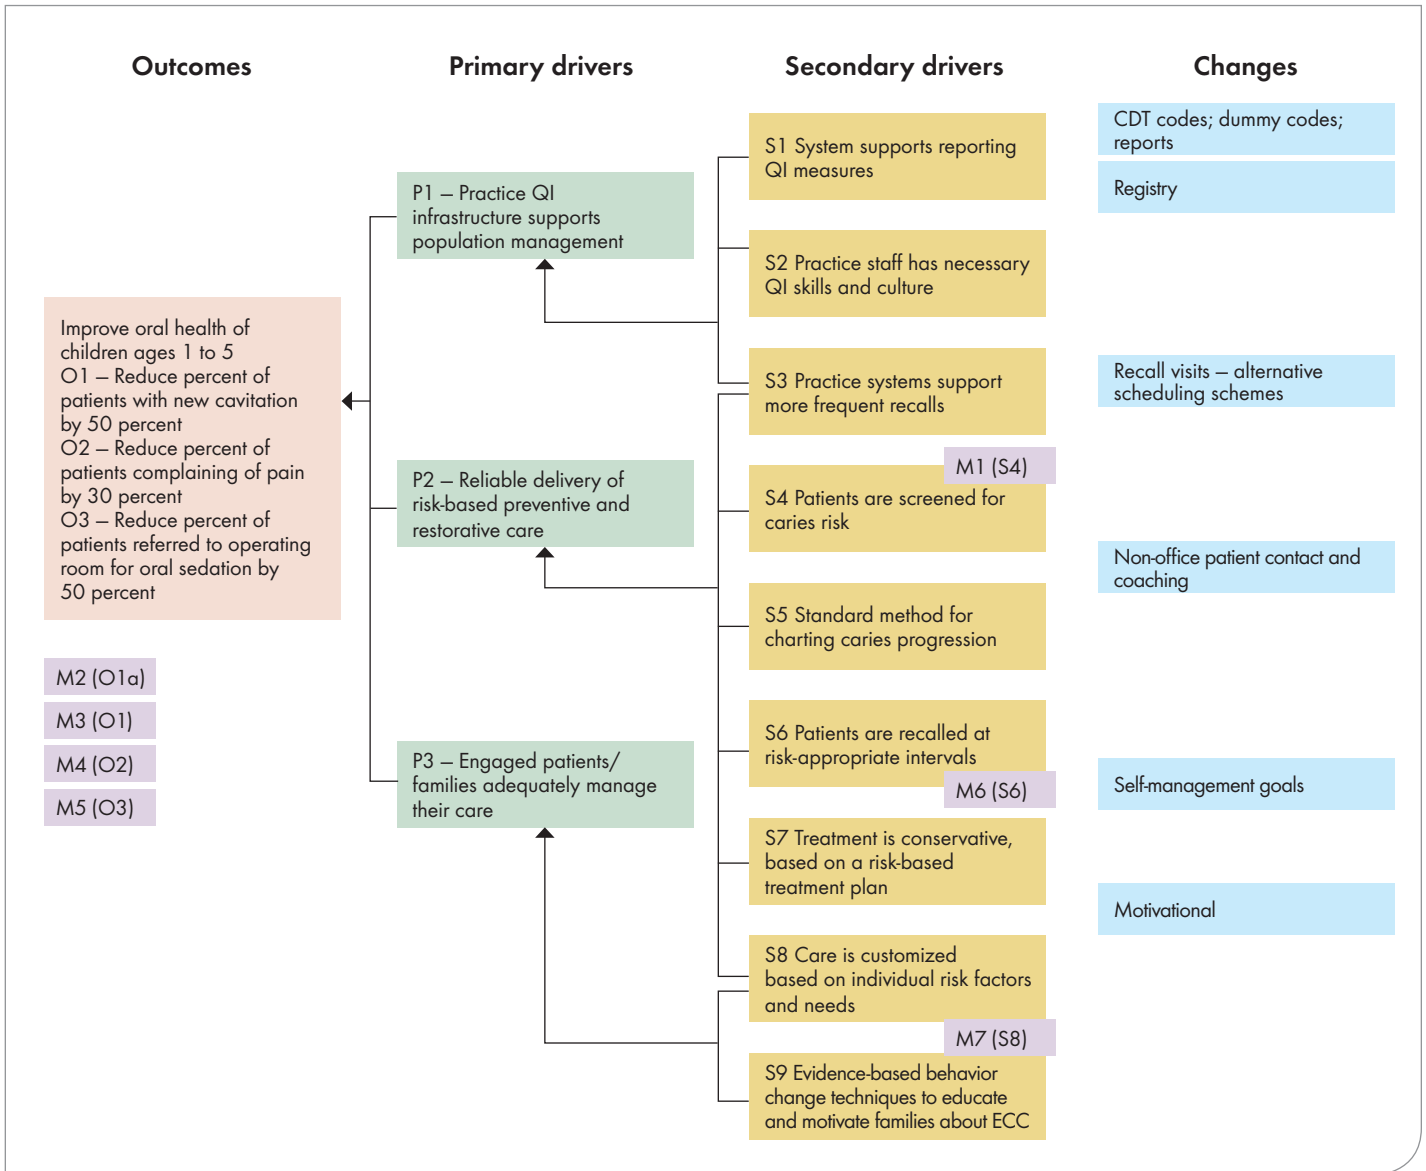 Outcomes
Primary drivers
Secondary drivers
Changes
Improve oral health of
children ages 1 to 5
O1 – Reduce percent of
patients with new cavitation
by 50 percent
O2 – Reduce percent of
patients complaining of pain
by 30 percent
O3 – Reduce percent of
patients referred to operating
room for oral sedation by
50 percent
M2 (O1a)
M3 (O1)
M4 (O2)
M5 (O3)
P1 – Practice QI
infrastructure supports
population management
P2 – Reliable delivery of
risk-based preventive and
restorative care
P3 – Engaged patients/
families adequately manage
their care
S1 System supports reporting
QI measures
S2 Practice staff has necessary
QI skills and culture
S3 Practice systems support
more frequent recalls
M1 (S4)
S4 Patients are screened for
caries risk
S5 Standard method for
charting caries progression
S6 Patients are recalled at
risk-appropriate intervals
M6 (S6)
S7 Treatment is conservative,
based on a risk-based
treatment plan
S8 Care is customized
based on individual risk factors
and needs
M7 (S8)
S9 Evidence-based behavior
change techniques to educate
and motivate families about ECC
CDT codes; dummy codes;
reports
Registry
Recall visits – alternative
scheduling schemes
Non-office patient contact and
coaching
Self-management goals
Motivational